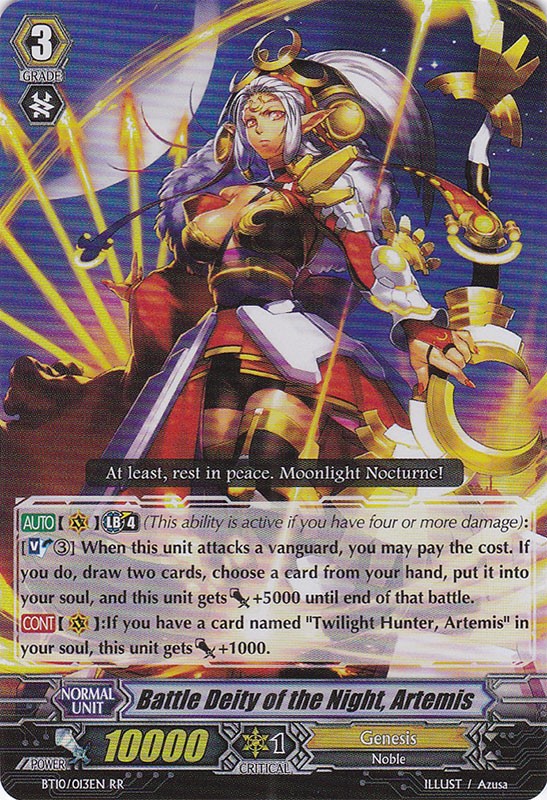 3
GRADE
At least, rest in peace. Moonlight Nocturne!
AUTO【 】LB4 (This ability is active if you have four or more damage):
[V ③] When this unit attacks a vanguard, you may pay the cost. If
you do, draw two cards, choose a card from your hand, put it into
your soul, and this unit gets +5000 until end of that battle.
CONT【 】:If you have a card named "Twilight Hunter, Artemis" in
your soul, this unit gets +1000.
NORMAL
UNIT
Battle Deity of the Night, Artemis
POWER
10000
1
CRITICAL
Genesis
Noble
BT10/013EN RR
ILLUST / Azusa